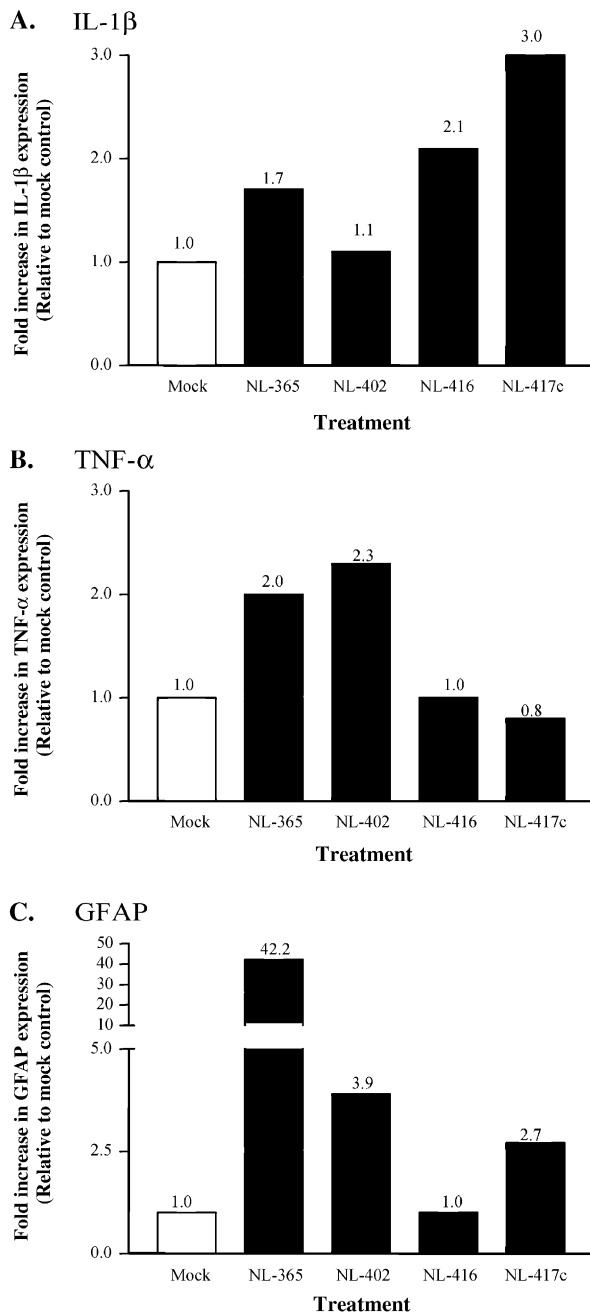 A. IL-1β
Fold increase in IL-1β expression
(Relative to mock control)
3.0
2.0
1.0
0.0
1.0
1.7
1.1
2.1
3.0
Mock NL-365 NL-402 NL-416 NL-417c
Treatment
B. TNF-α
Fold increase in TNF-α expression
(Relative to mock control)
3.0
2.0
1.0
0.0
1.0
2.0
2.3
1.0
0.8
Mock NL-365 NL-402 NL-416 NL-417c
Treatment
C. GFAP
Fold increase in GFAP expression
(Relative to mock control)
50
40
30
20
10
5.0
2.5
0.0
1.0
42.2
3.9
1.0
2.7
Mock NL-365 NL-402 NL-416 NL-417c
Treatment